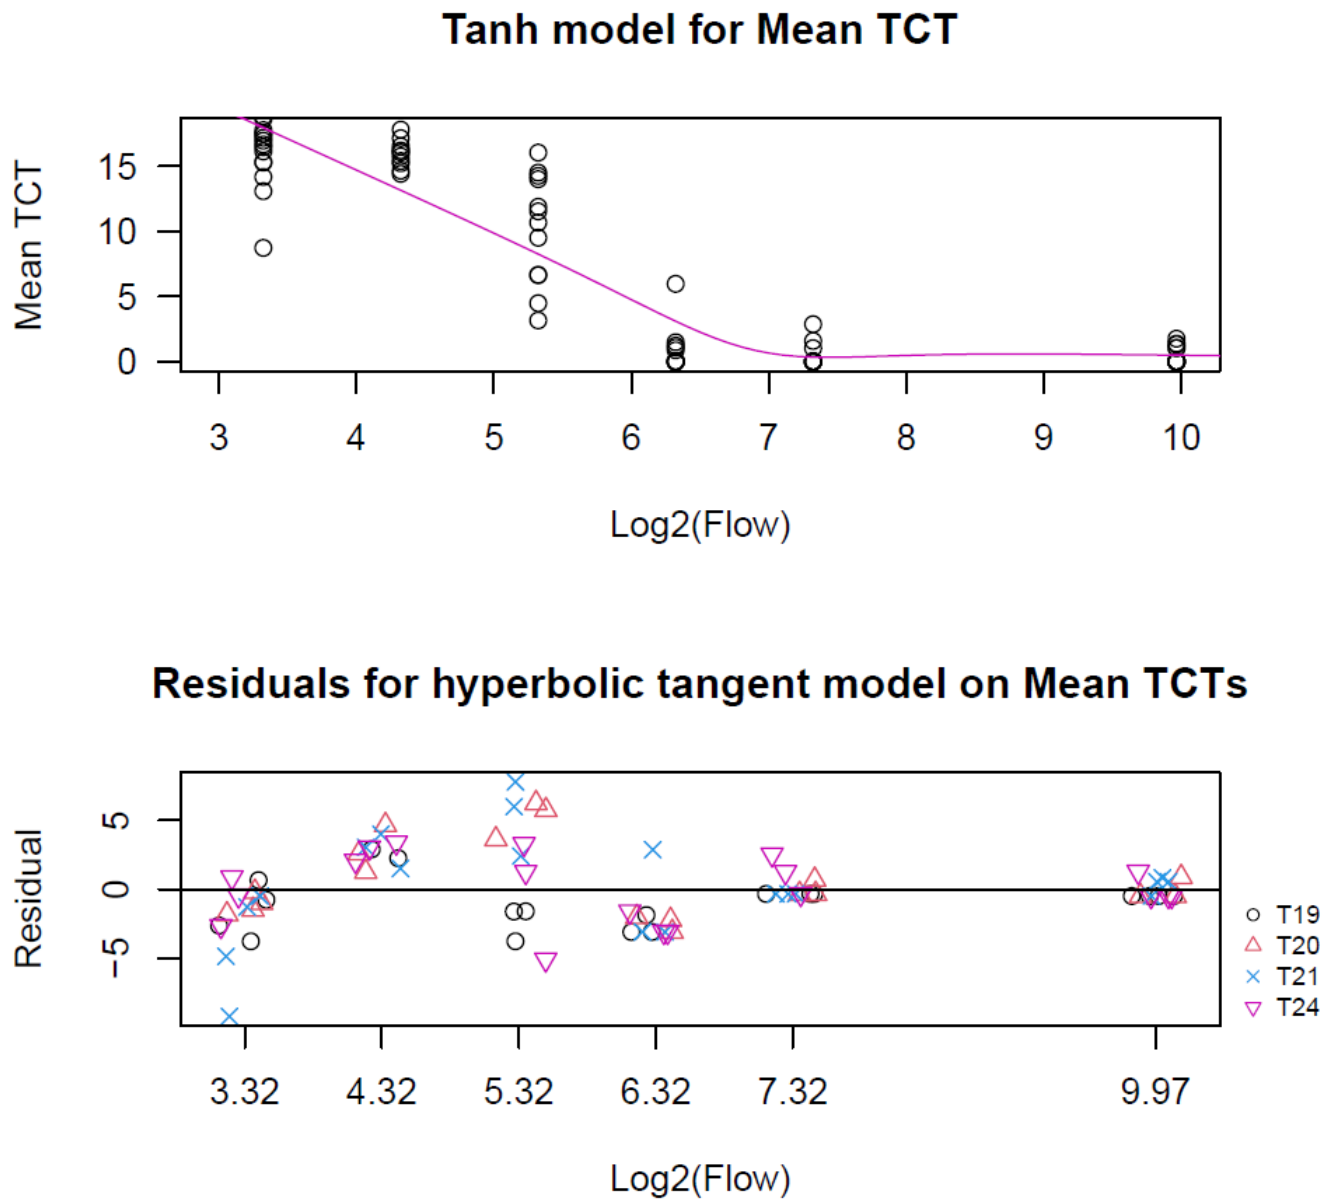 Tanh model for Mean TCT
Mean TCT
15
10
5
0
3 4 5 6 7 8 9 10
Log2(Flow)
Residuals for hyperbolic tangent model on Mean TCTs
Residual
5
0
−5
T19
T20
T21
T24
3.32 4.32 5.32 6.32 7.32 9.97
Log2(Flow)